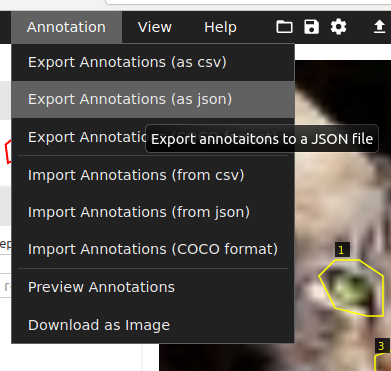 Annotation View Help
Export Annotations (as csv)
Export Annotations (as json)
Export Annotatio
Export annotaitons to a JSON file
Import Annotations (from csv)
Import Annotations (from json)
Import Annotations (COCO format)
Preview Annotations
Download as Image
1
3